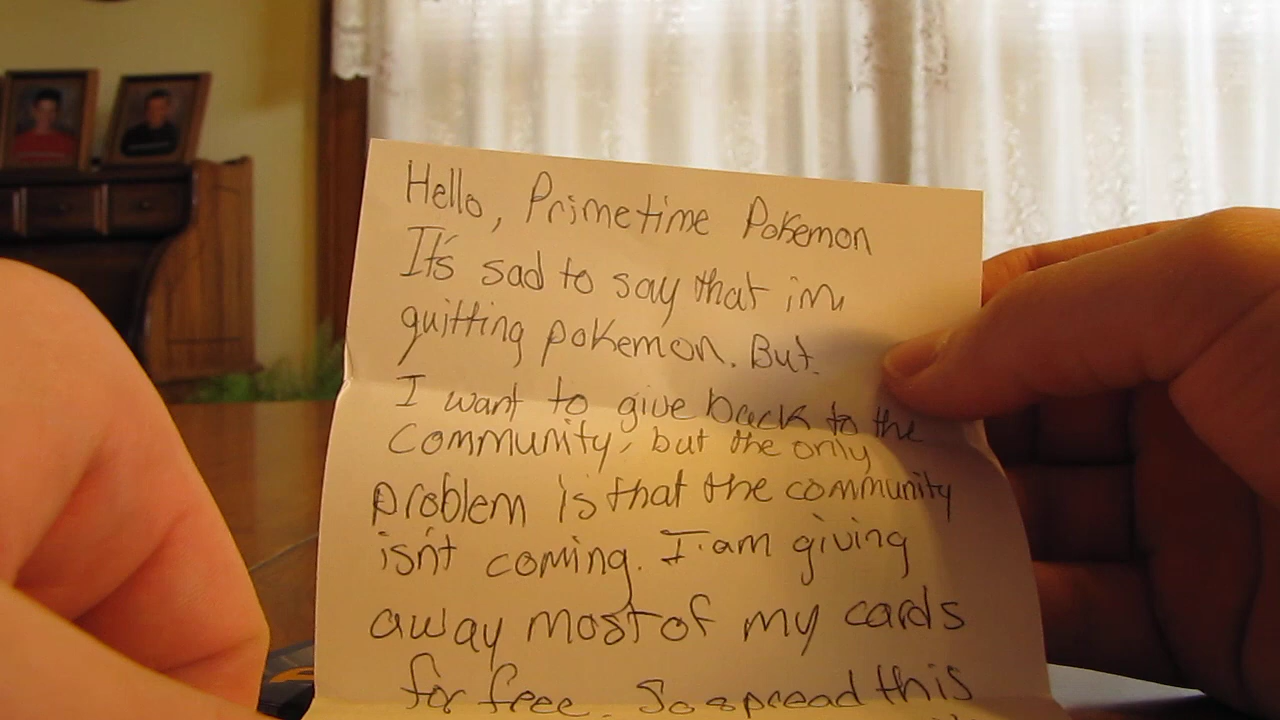 Hello, Primetime Pokemon
It's sad to say that im
quitting pokemon. But.
I want to give back to the
community, but the only
problem is that the community
isn't coming. I am giving
away most of my cards
for free. So spread this